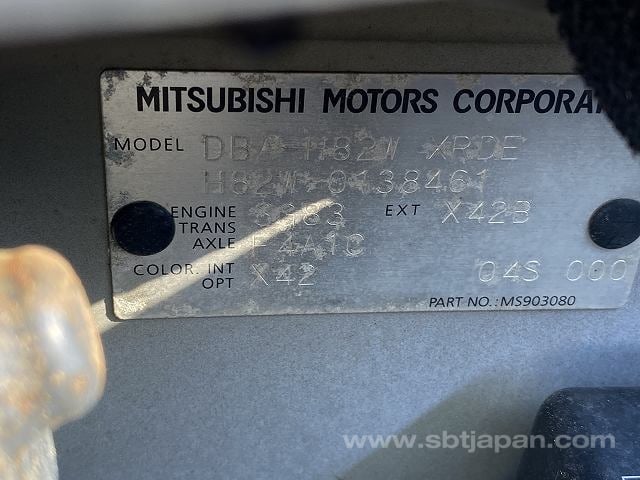 MITSUBISHI MOTORS CORPORAT
MODEL DBA-H82W XPDE
H82W-0138461
ENGINE 3G83 EXT X42B
TRANS
AXLE F4A1C
COLOR. INT X42 04S 000
OPT
PART NO.: MS903080
www.sbtjapan.com